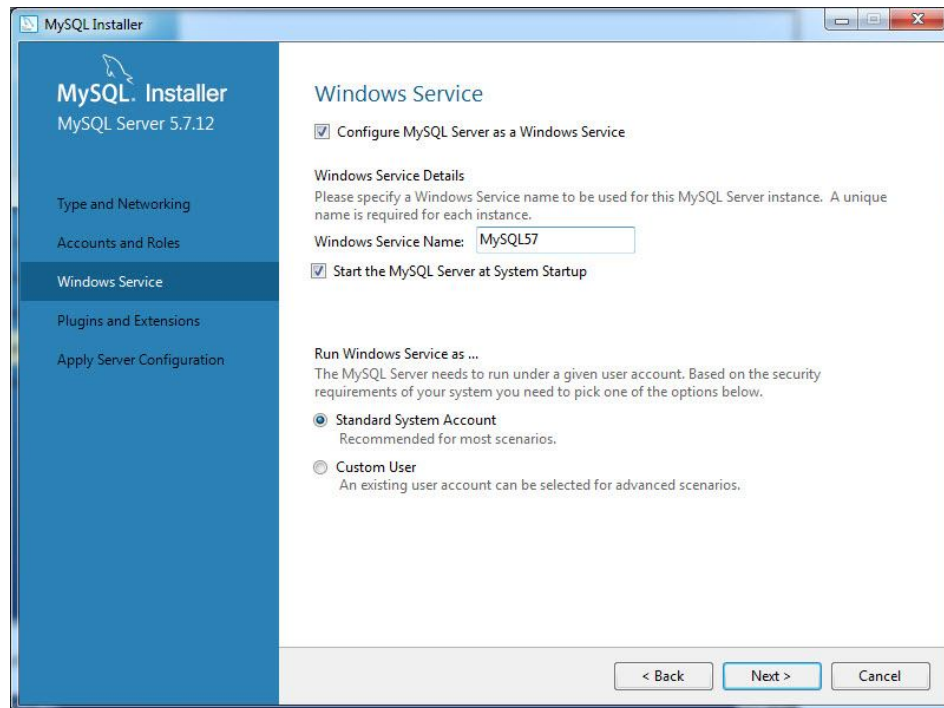 MySQL Installer
MySQL. Installer
MySQL Server 5.7.12
Type and Networking
Accounts and Roles
Windows Service
Plugins and Extensions
Apply Server Configuration
Windows Service
Configure MySQL Server as a Windows Service
Windows Service Details
Please specify a Windows Service name to be used for this MySQL Server instance. A unique
name is required for each instance.
Windows Service Name: MySQL57
Start the MySQL Server at System Startup
Run Windows Service as ...
The MySQL Server needs to run under a given user account. Based on the security
requirements of your system you need to pick one of the options below.
Standard System Account
Recommended for most scenarios.
Custom User
An existing user account can be selected for advanced scenarios.
< Back Next > Cancel